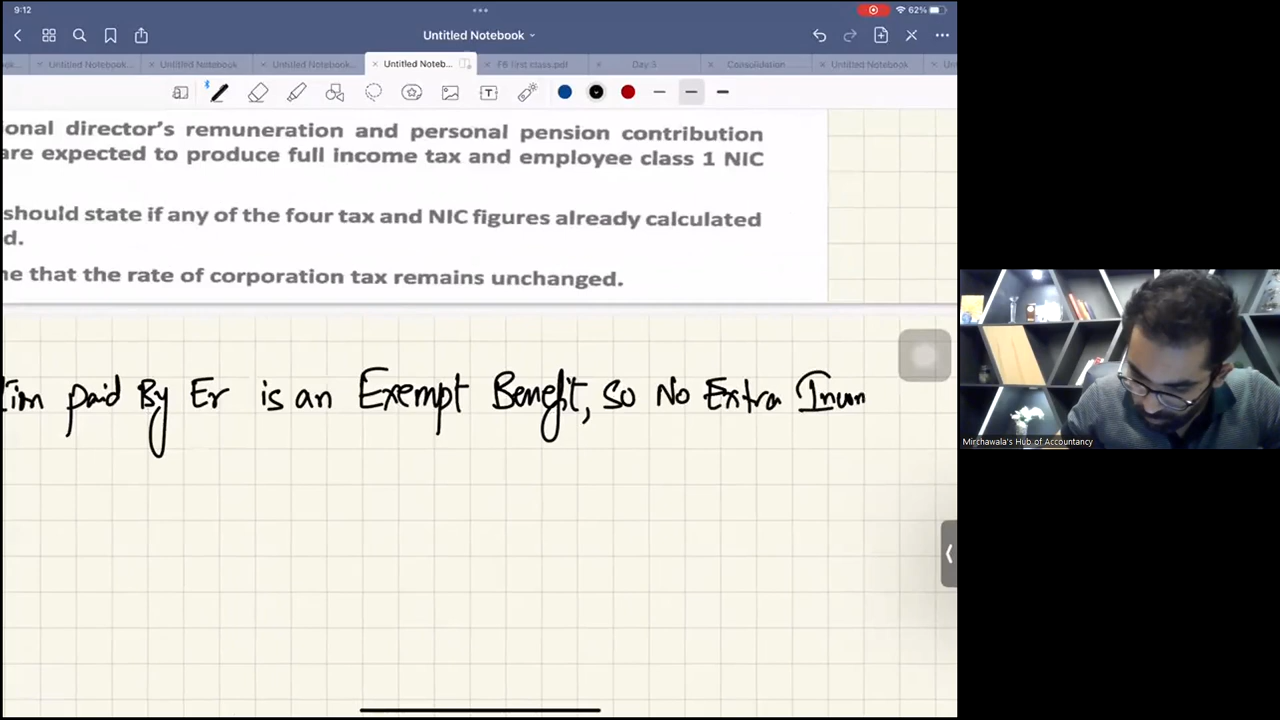 9:12
62%
Untitled Notebook
Untitled Notebook... Untitled Notebook Untitled Notebook... Untitled Noteb... F6 first class.pdf Day 5 Consolidation... Untitled Notebook
onal director's remuneration and personal pension contribution
are expected to produce full income tax and employee class 1 NIC
should state if any of the four tax and NIC figures already calculated
d.
ne that the rate of corporation tax remains unchanged.
paid By Er is an Exempt Benefit, So No Extra Incom
Mirchawala's Hub of Accountancy